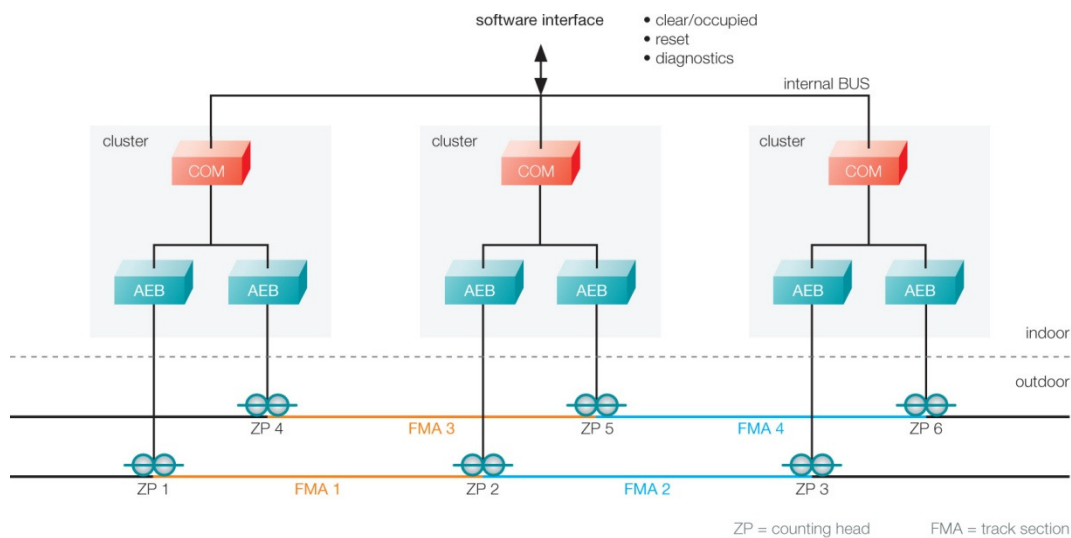 software interface
• clear/occupied
• reset
• diagnostics
internal BUS
cluster
cluster
cluster
COM
COM
COM
AEB
AEB
AEB
AEB
AEB
AEB
indoor
outdoor
ZP 4
FMA 3
ZP 5
FMA 4
ZP 6
ZP 1
FMA 1
ZP 2
FMA 2
ZP 3
ZP = counting head
FMA = track section